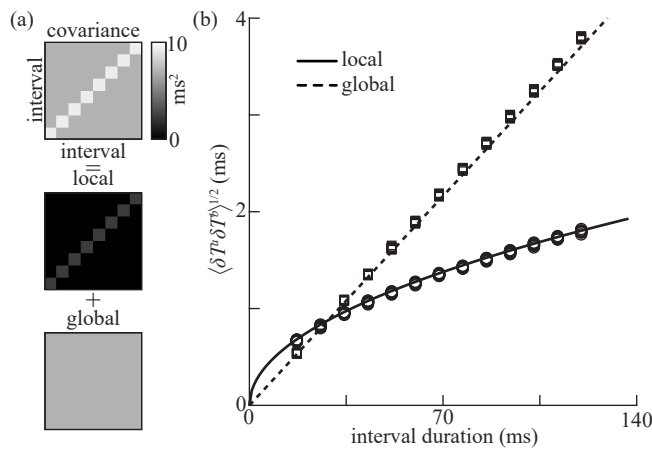 (a)
covariance
interval
10
ms²
0
interval
=
local
+
global
(b)
4
local
global
2
⟨δTᵃδTᵇ⟩^{1/2} (ms)
0
0
70
140
interval duration (ms)